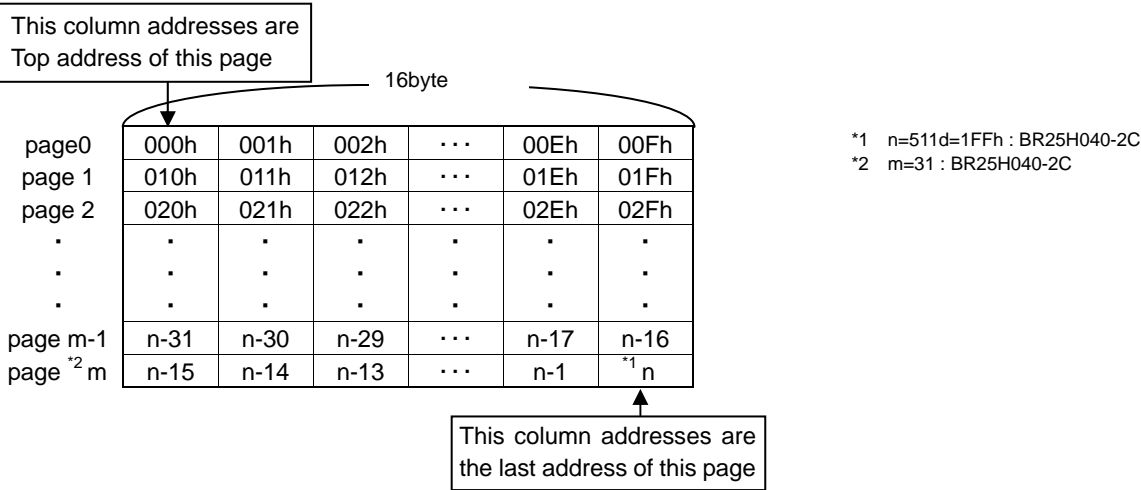 This column addresses are
Top address of this page
16byte
page0 000h 001h 002h ··· 00Eh 00Fh
page 1 010h 011h 012h ··· 01Eh 01Fh
page 2 020h 021h 022h ··· 02Eh 02Fh
· · · · · · ·
· · · · · · ·
· · · · · · ·
page m-1 n-31 n-30 n-29 ··· n-17 n-16
page *2 m n-15 n-14 n-13 ··· n-1 *1 n
This column addresses are
the last address of this page
*1 n=511d=1FFh : BR25H040-2C
*2 m=31 : BR25H040-2C